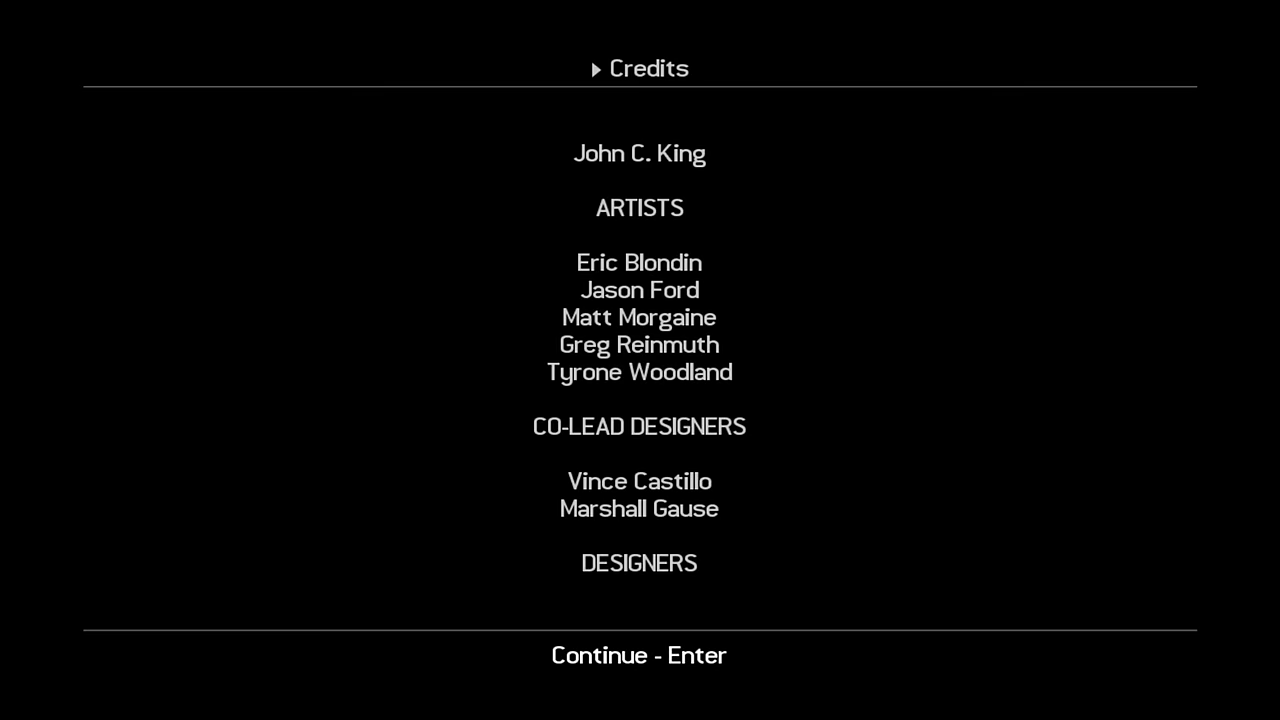 Credits
John C. King
ARTISTS
Eric Blondin
Jason Ford
Matt Morgaine
Greg Reinmuth
Tyrone Woodland
CO-LEAD DESIGNERS
Vince Castillo
Marshall Gause
DESIGNERS
Continue - Enter